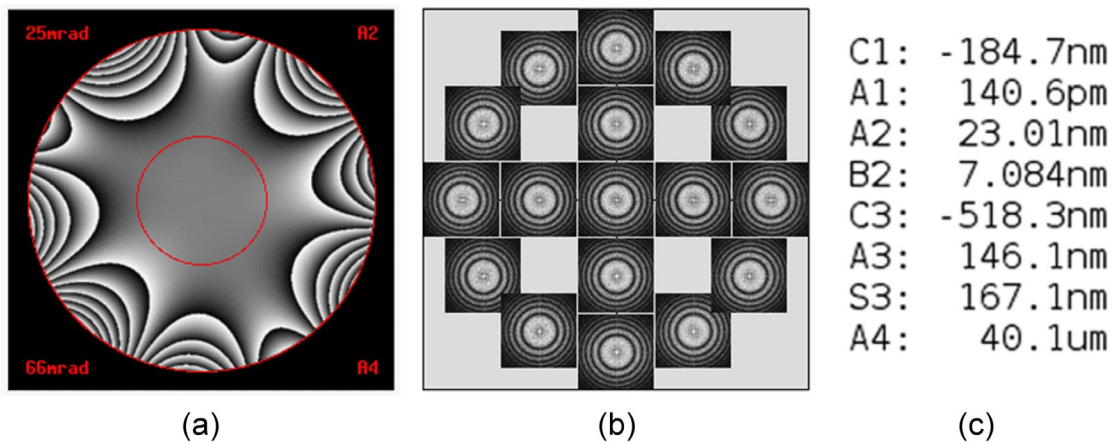 25mrad A2
66mrad A4
C1: -184.7nm
A1: 140.6pm
A2: 23.01nm
B2: 7.084nm
C3: -518.3nm
A3: 146.1nm
S3: 167.1nm
A4: 40.1um
(a) (b) (c)